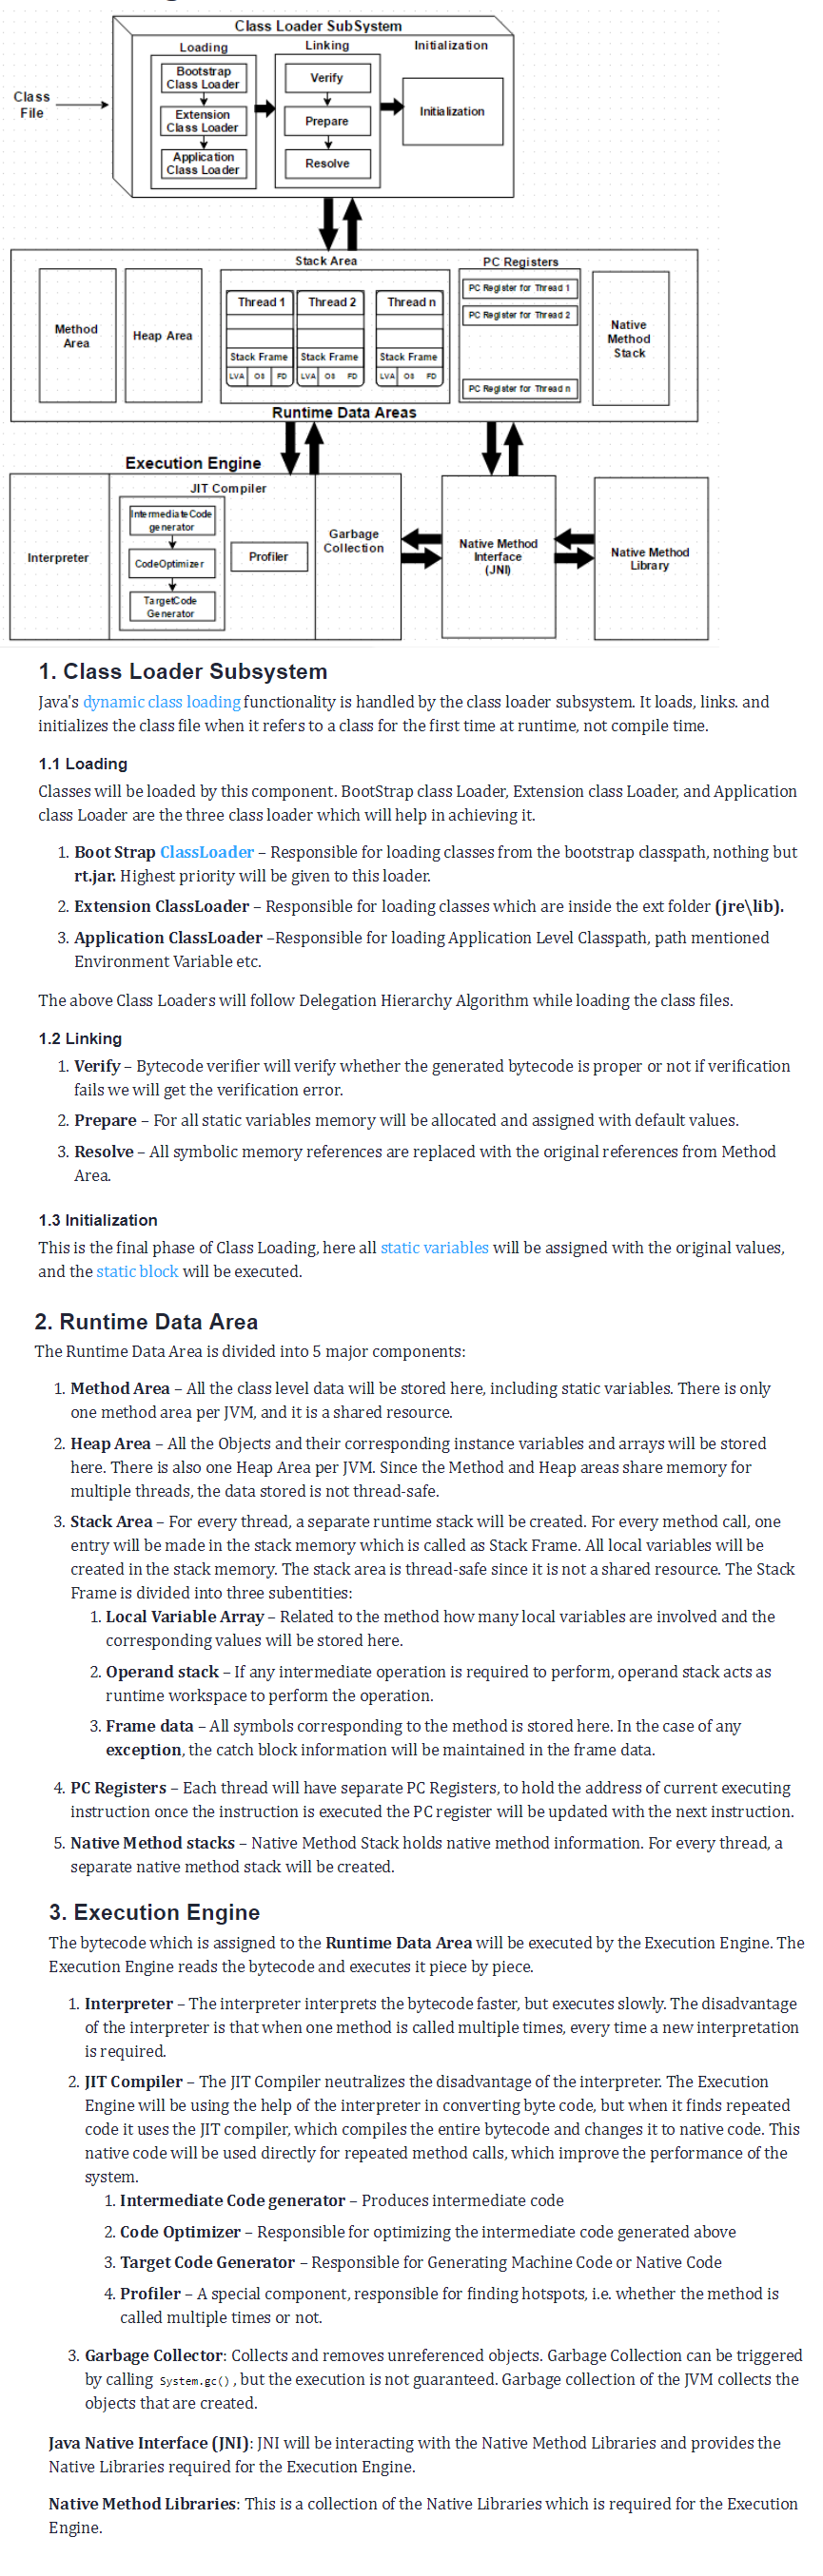 Class Loader SubSystem
Loading
Linking
Initialization
Bootstrap
Class Loader
Extension
Class Loader
Application
Class Loader
Verify
Prepare
Resolve
Initialization
Class
File
Stack Area
PC Registers
Method
Area
Heap Area
Thread 1
Thread 2
Thread n
Stack Frame
Stack Frame
Stack Frame
LVA OS FD
LVA OS FD
LVA OS FD
PC Register for Thread 1
PC Register for Thread 2
PC Register for Thread n
Native
Method
Stack
Runtime Data Areas
Execution Engine
JIT Compiler
Interpreter
Intermediate Code
generator
CodeOptimizer
TargetCode
Generator
Profiler
Garbage
Collection
Native Method
Interface
(JNI)
Native Method
Library
1. Class Loader Subsystem
Java's dynamic class loading functionality is handled by the class loader subsystem. It loads, links. and
initializes the class file when it refers to a class for the first time at runtime, not compile time.
1.1 Loading
Classes will be loaded by this component. BootStrap class Loader, Extension class Loader, and Application
class Loader are the three class loader which will help in achieving it.
1. Boot Strap ClassLoader – Responsible for loading classes from the bootstrap classpath, nothing but
rt.jar. Highest priority will be given to this loader.
2. Extension ClassLoader – Responsible for loading classes which are inside the ext folder (jre\lib).
3. Application ClassLoader –Responsible for loading Application Level Classpath, path mentioned
Environment Variable etc.
The above Class Loaders will follow Delegation Hierarchy Algorithm while loading the class files.
1.2 Linking
1. Verify – Bytecode verifier will verify whether the generated bytecode is proper or not if verification
fails we will get the verification error.
2. Prepare – For all static variables memory will be allocated and assigned with default values.
3. Resolve – All symbolic memory references are replaced with the original references from Method
Area.
1.3 Initialization
This is the final phase of Class Loading, here all static variables will be assigned with the original values,
and the static block will be executed.
2. Runtime Data Area
The Runtime Data Area is divided into 5 major components:
1. Method Area – All the class level data will be stored here, including static variables. There is only
one method area per JVM, and it is a shared resource.
2. Heap Area – All the Objects and their corresponding instance variables and arrays will be stored
here. There is also one Heap Area per JVM. Since the Method and Heap areas share memory for
multiple threads, the data stored is not thread-safe.
3. Stack Area – For every thread, a separate runtime stack will be created. For every method call, one
entry will be made in the stack memory which is called as Stack Frame. All local variables will be
created in the stack memory. The stack area is thread-safe since it is not a shared resource. The Stack
Frame is divided into three subentities:
1. Local Variable Array – Related to the method how many local variables are involved and the
corresponding values will be stored here.
2. Operand stack – If any intermediate operation is required to perform, operand stack acts as
runtime workspace to perform the operation.
3. Frame data – All symbols corresponding to the method is stored here. In the case of any
exception, the catch block information will be maintained in the frame data.
4. PC Registers – Each thread will have separate PC Registers, to hold the address of current executing
instruction once the instruction is executed the PC register will be updated with the next instruction.
5. Native Method stacks – Native Method Stack holds native method information. For every thread, a
separate native method stack will be created.
3. Execution Engine
The bytecode which is assigned to the Runtime Data Area will be executed by the Execution Engine. The
Execution Engine reads the bytecode and executes it piece by piece.
1. Interpreter – The interpreter interprets the bytecode faster, but executes slowly. The disadvantage
of the interpreter is that when one method is called multiple times, every time a new interpretation
is required.
2. JIT Compiler – The JIT Compiler neutralizes the disadvantage of the interpreter. The Execution
Engine will be using the help of the interpreter in converting byte code, but when it finds repeated
code it uses the JIT compiler, which compiles the entire bytecode and changes it to native code. This
native code will be used directly for repeated method calls, which improve the performance of the
system.
1. Intermediate Code generator – Produces intermediate code
2. Code Optimizer – Responsible for optimizing the intermediate code generated above
3. Target Code Generator – Responsible for Generating Machine Code or Native Code
4. Profiler – A special component, responsible for finding hotspots, i.e. whether the method is
called multiple times or not.
3. Garbage Collector: Collects and removes unreferenced objects. Garbage Collection can be triggered
by calling System.gc(), but the execution is not guaranteed. Garbage collection of the JVM collects the
objects that are created.
Java Native Interface (JNI): JNI will be interacting with the Native Method Libraries and provides the
Native Libraries required for the Execution Engine.
Native Method Libraries: This is a collection of the Native Libraries which is required for the Execution
Engine.